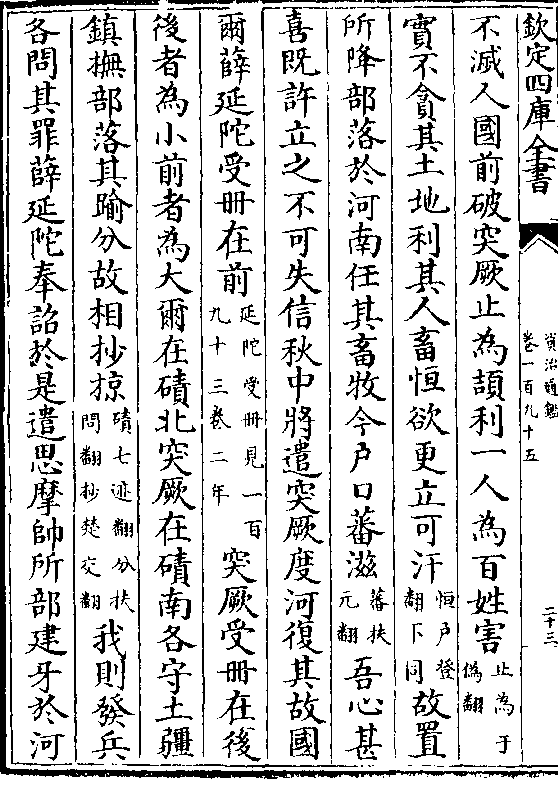 欽定四庫全書
資治通鑑
卷一百九十五
二十三
不滅人國前破突厥止為頡利一人為百姓害止為于偽翻
實不貪其土地利其人畜恒欲更立可汗恒戶登翻下同故置
所降部落於河南任其畜牧今戶口蕃滋蕃扶元翻吾心甚
喜既許立之不可失信秋中將遣突厥度河復其故國
爾薛延陀受冊在前延陀受冊見一百九十三卷二年突厥受冊在後
後者為小前者為大爾在磧北突厥在磧南各守土疆
鎮撫部落其踰分故相抄掠磧七迹翻分扶問翻抄楚交翻我則發兵
各問其罪薛延陀奉詔於是遣思摩帥所部建牙於河